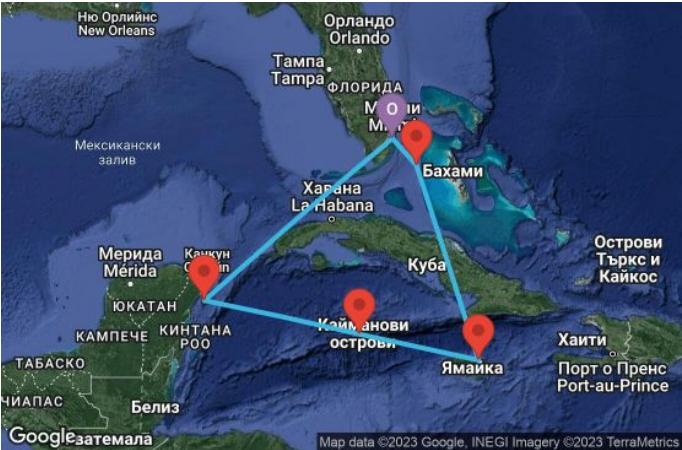 Ню Орлийнс
New Orleans
Орландо
Orlando
Тампа
Tampa
ФЛОРИДА
O
Бахами
Мексикански
залив
Хавана
La Habana
Мерида
Mérida
Канкун
Куба
Острови
Търкс и
Кайкос
ЮКАТАН
КАМПЕЧЕ
КИНТАНА
РОО
Кайманови
острови
Ямайка
Хаити
Порт о Пренс
Port-au-Prince
ТАБАСКО
ЧИАПАС
Белиз
Google
ватемала
Map data ©2023 Google, INEGI Imagery ©2023 TerraMetrics